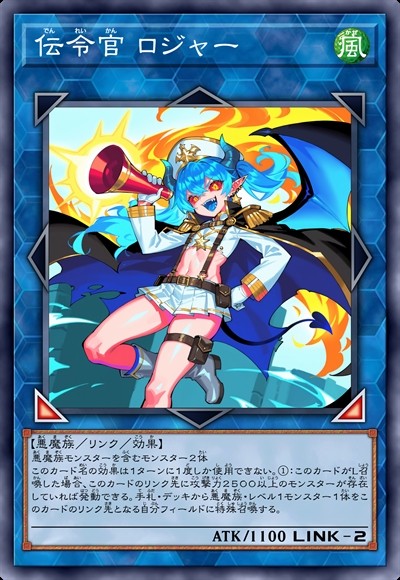 伝令官 ロジャー
風
【悪魔族／リンク／効果】
悪魔族モンスターを含むモンスター2体
このカード名の効果は1ターンに1度しか使用できない。①：このカードがL召
喚した場合、このカードのリンク先に攻撃力2500以上のモンスターが存在
していれば発動できる。手札・デッキから悪魔族・レベル1モンスター1体をこ
のカードのリンク先となる自分フィールドに特殊召喚する。
ATK/1100 LINK-2